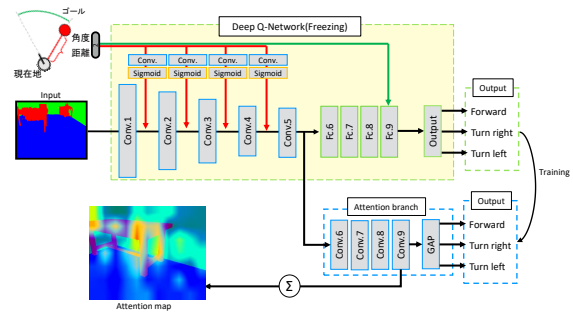 ゴール
角度
距離
現在地
Deep Q-Network(Freezing)
Conv.
Conv.
Conv.
Conv.
Sigmoid
Sigmoid
Sigmoid
Sigmoid
Input
Conv.1
Conv.2
Conv.3
Conv.4
Conv.5
Fc.6
Fc.7
Fc.8
Fc.9
Output
Output
Forward
Turn right
Turn left
Training
Attention branch
Conv.6
Conv.7
Conv.8
Conv.9
GAP
Output
Forward
Turn right
Turn left
Σ
Attention map